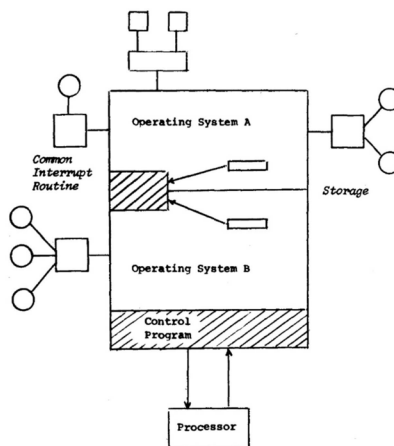 Operating System A
Common
Interrupt
Routine
Storage
Operating System B
Control
Program
Processor